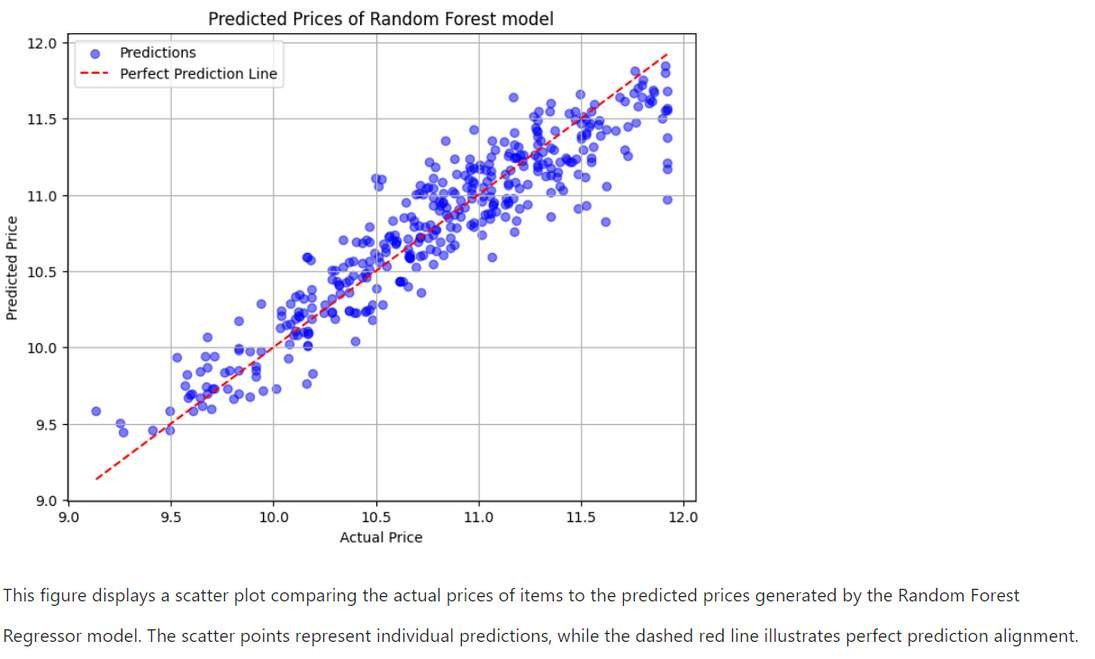 Predicted Prices of Random Forest model
12.0
Predictions
Perfect Prediction Line
11.5
11.0
Predicted Price
10.5
10.0
9.5
9.0
9.0 9.5 10.0 10.5 11.0 11.5 12.0
Actual Price
This figure displays a scatter plot comparing the actual prices of items to the predicted prices generated by the Random Forest
Regressor model. The scatter points represent individual predictions, while the dashed red line illustrates perfect prediction alignment.